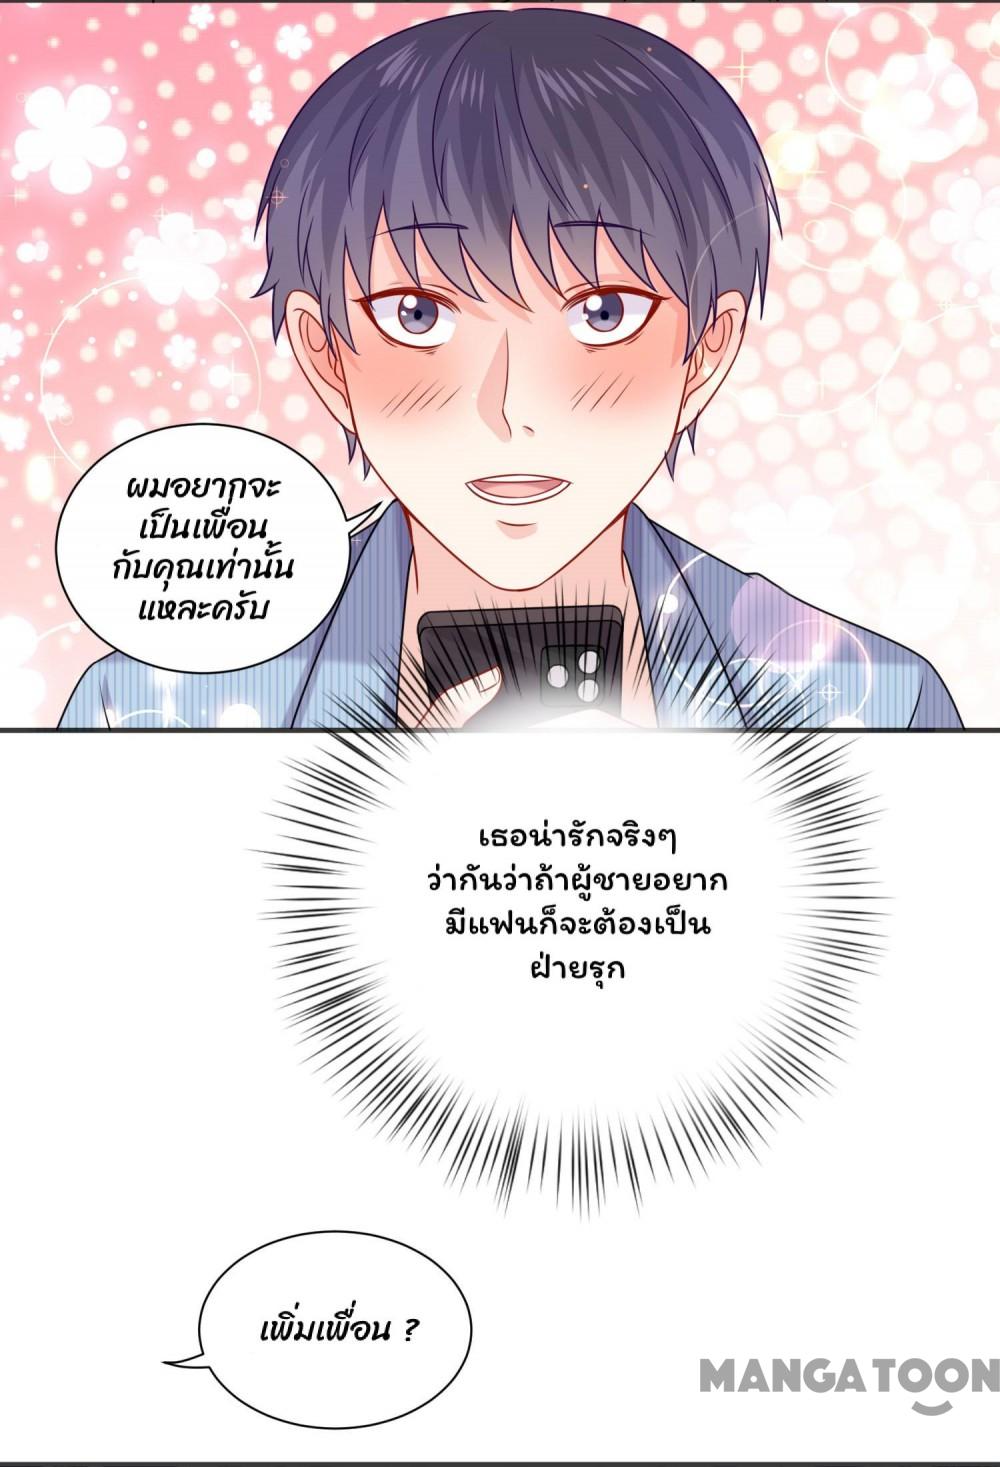 ผมอยากจะ
เป็นเพื่อน
กับคุณเท่านั้น
แหละครับ
เธอน่ารักจริงๆ
ว่ากันว่าถ้าผู้ชายอยาก
มีแฟนก็จะต้องเป็น
ฝ่ายรุก
เพิ่มเพื่อน ?
MANGATOON